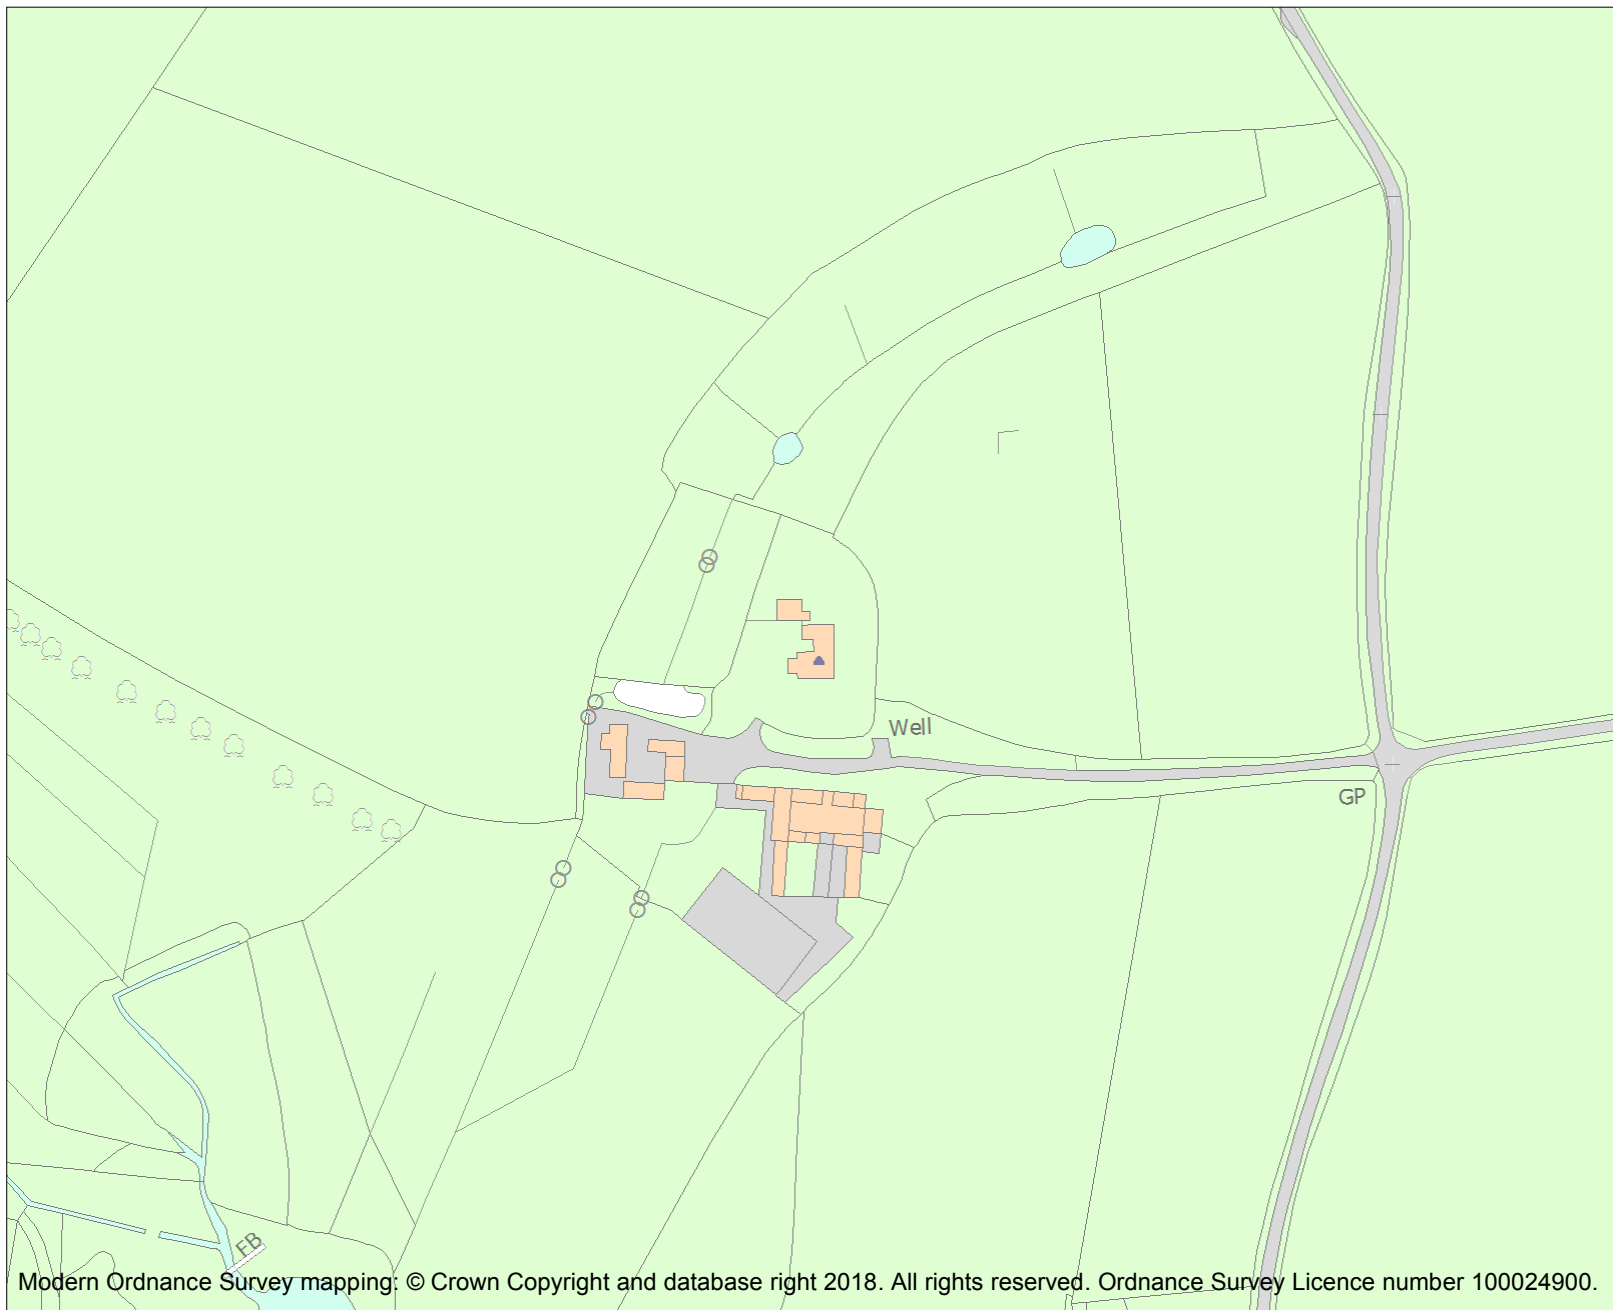 Well
GP
FB
Modern Ordnance Survey mapping: © Crown Copyright and database right 2018. All rights reserved. Ordnance Survey Licence number 100024900.